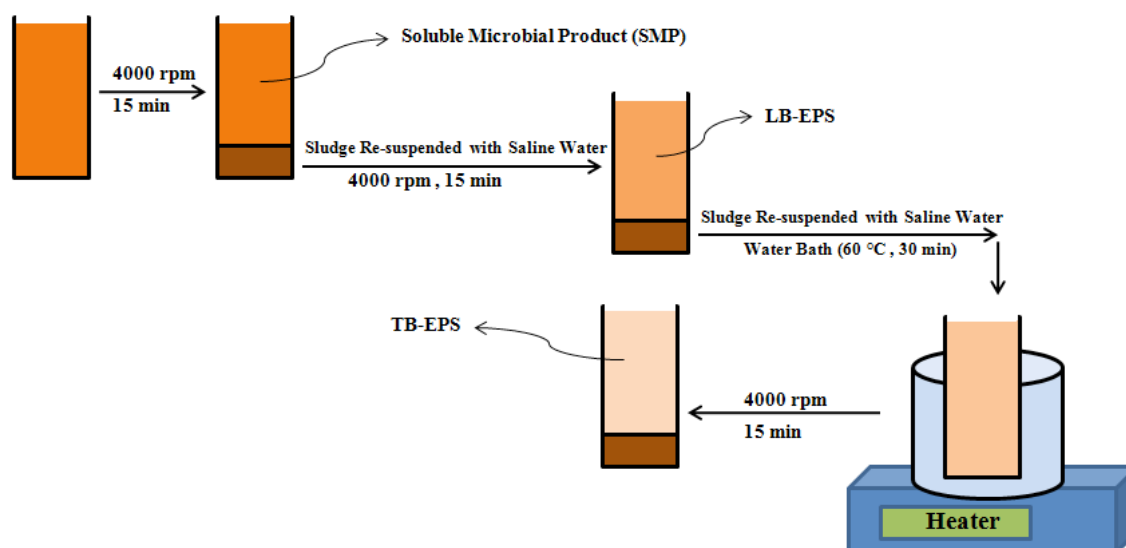 4000 rpm
15 min
Soluble Microbial Product (SMP)
Sludge Re-suspended with Saline Water
4000 rpm , 15 min
LB-EPS
Sludge Re-suspended with Saline Water
Water Bath (60 °C , 30 min)
TB-EPS
4000 rpm
15 min
Heater